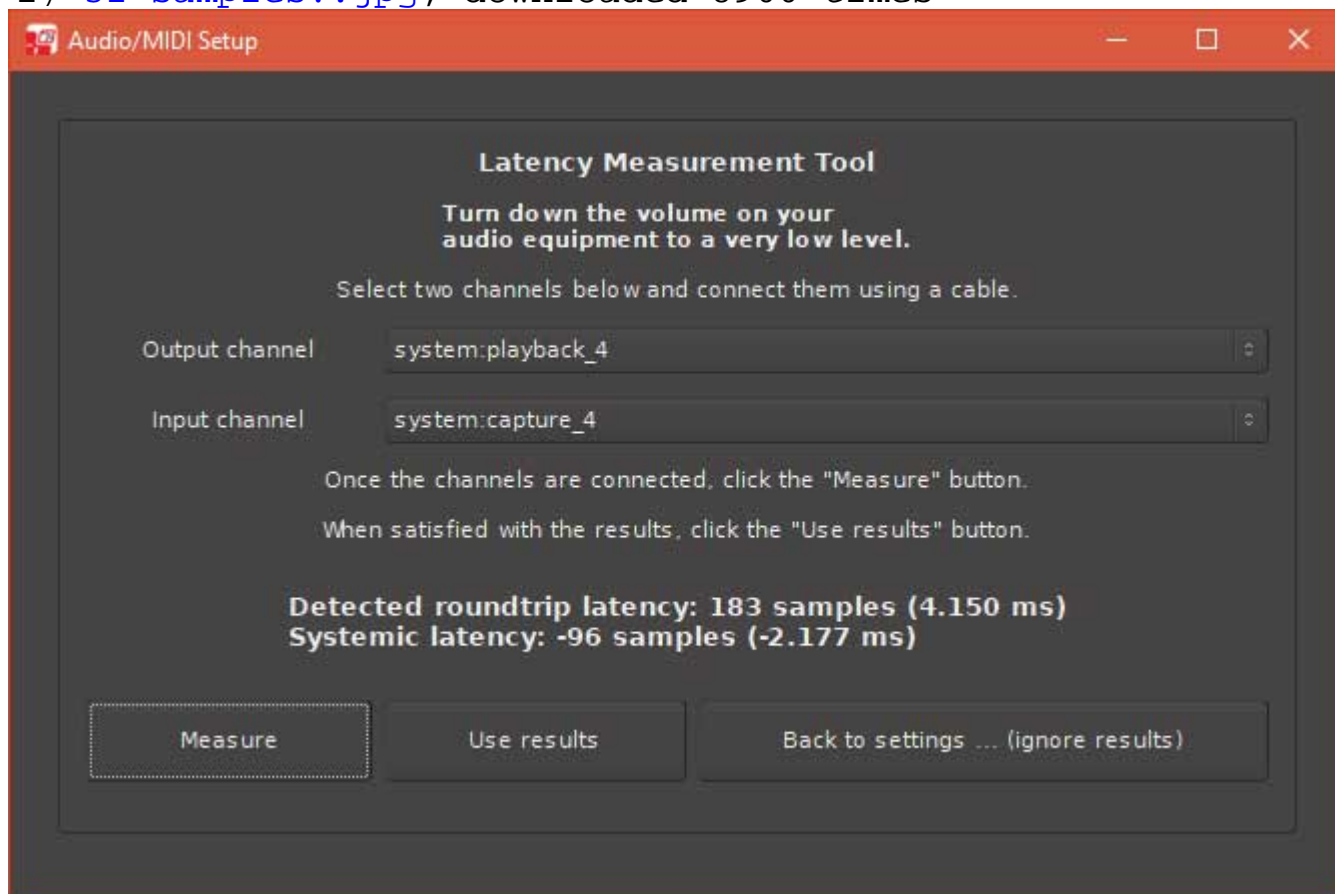 Audio/MIDI Setup
Latency Measurement Tool
Turn down the volume on your
audio equipment to a very low level.
Select two channels below and connect them using a cable.
Output channel system:playback_4
Input channel system:capture_4
Once the channels are connected, click the "Measure" button.
When satisfied with the results, click the "Use results" button.
Detected roundtrip latency: 183 samples (4.150 ms)
Systemic latency: -96 samples (-2.177 ms)
Measure Use results Back to settings ... (ignore results)